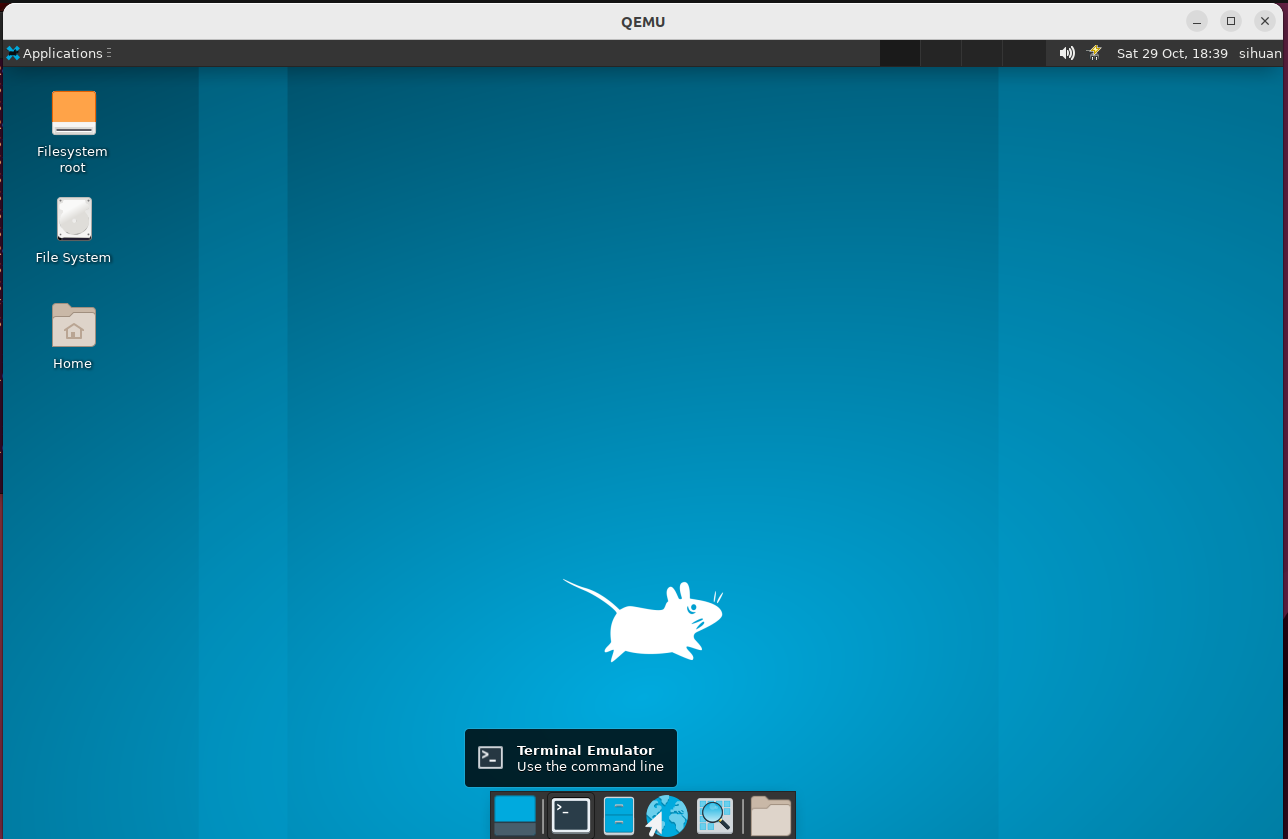 QEMU
Applications
Sat 29 Oct, 18:39 sihuan
Filesystem
root
File System
Home
Terminal Emulator
Use the command line